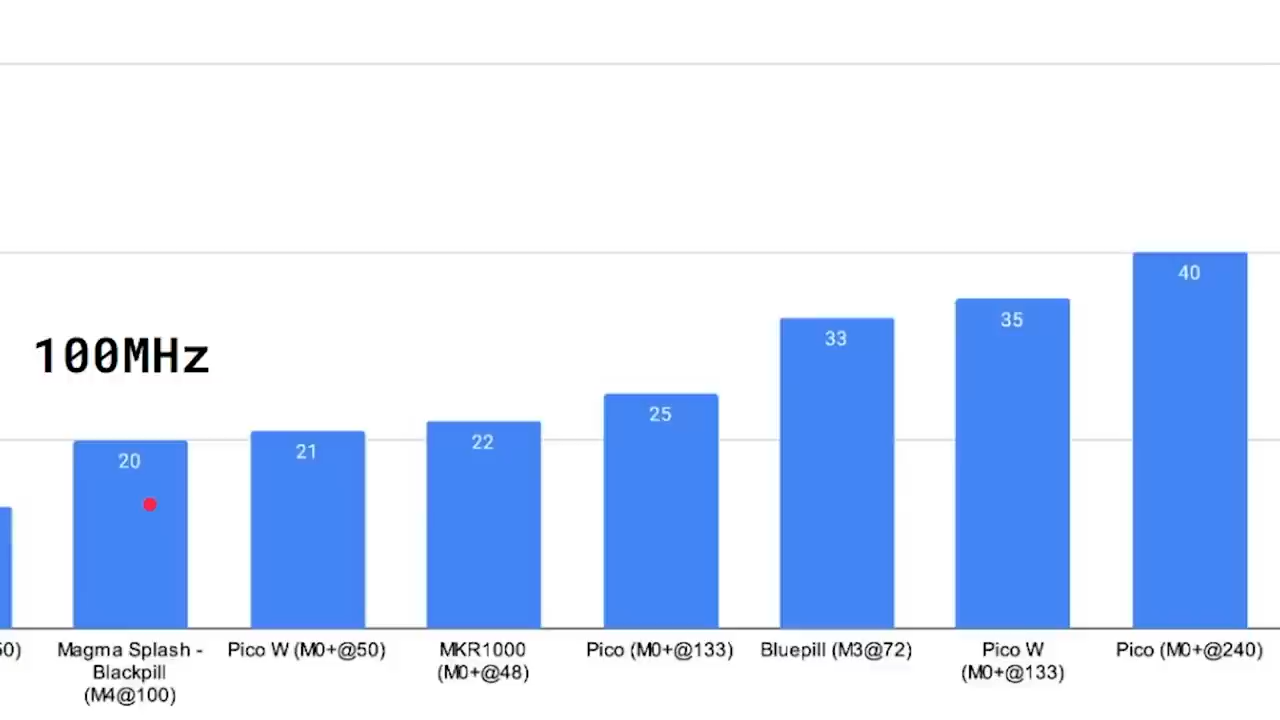 40
35
33
100MHz
25
22
21
20
50)
Magma Splash -
Blackpill
(M4@100)
Pico W (M0+@50)
MKR1000
(M0+@48)
Pico (M0+@133)
Bluepill (M3@72)
Pico W
(M0+@133)
Pico (M0+@240)